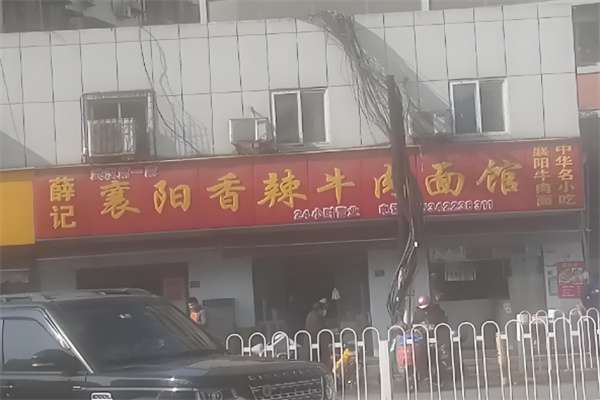 薛记
襄阳香辣牛肉面馆
24小时营业
中华名小吃
襄阳牛肉面